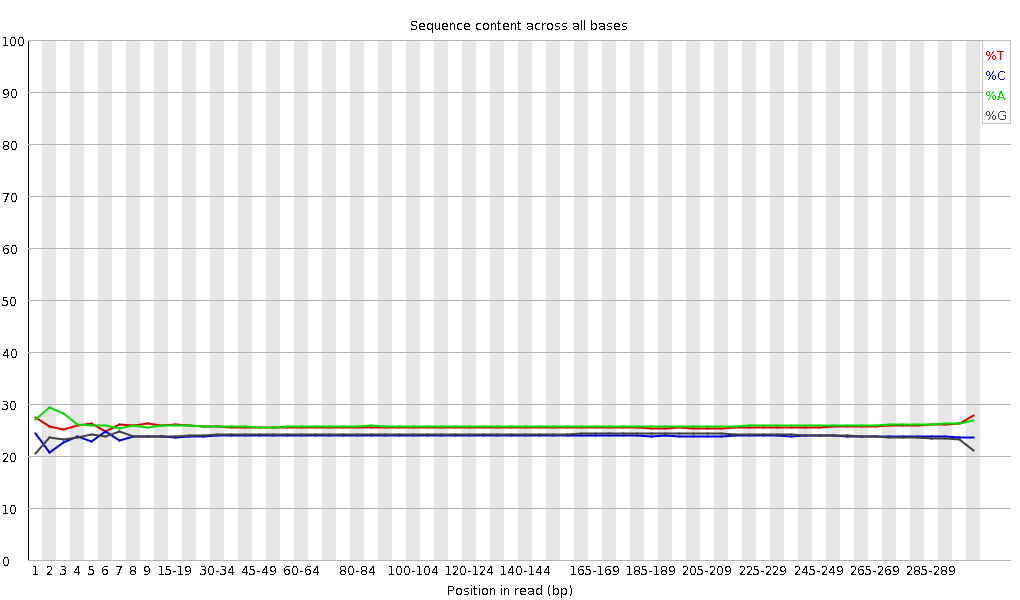 Sequence content across all bases
100
90
80
70
60
50
40
30
20
10
0
%T
%C
%A
%G
1 2 3 4 5 6 7 8 9 15-19 30-34 45-49 60-64 80-84 100-104 120-124 140-144 165-169 185-189 205-209 225-229 245-249 265-269 285-289
Position in read (bp)